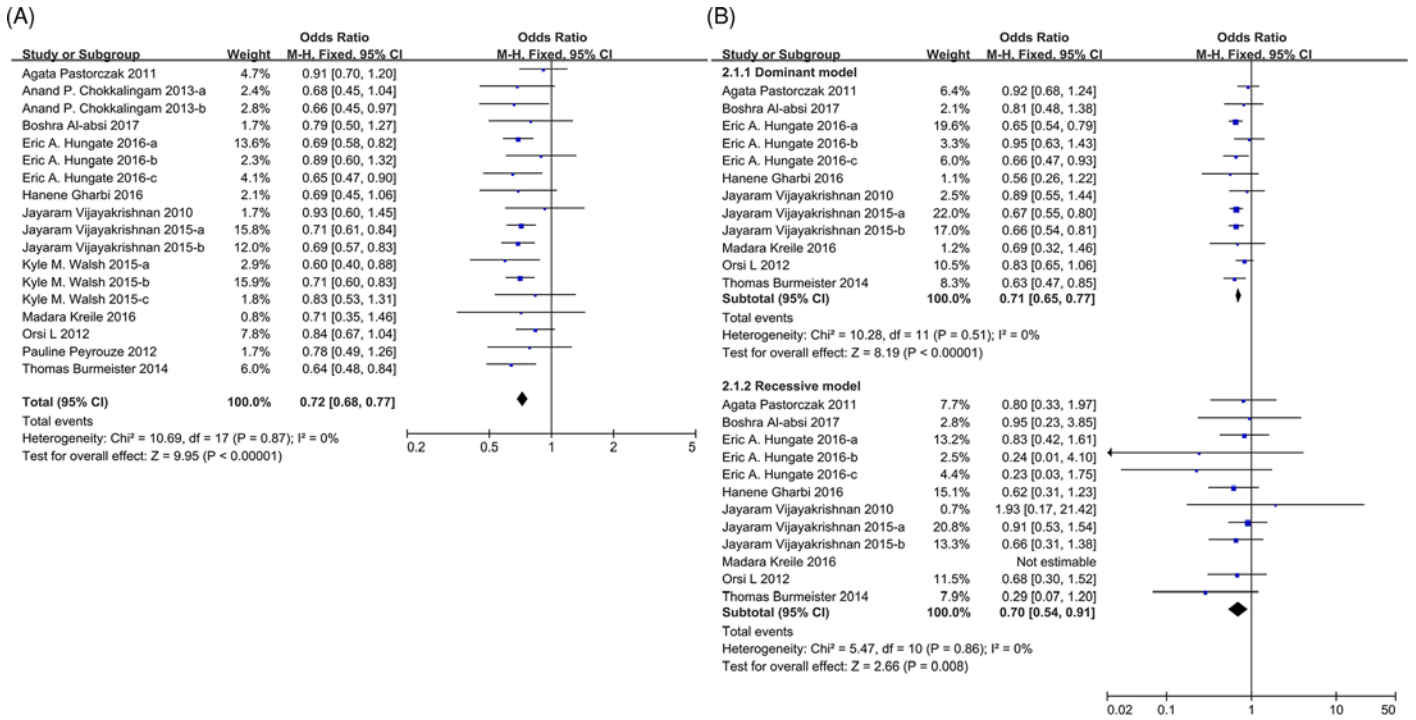 (A)
Odds Ratio Odds Ratio
Study or Subgroup Weight M-H, Fixed, 95% CI M-H, Fixed, 95% CI
Agata Pastorczak 2011 4.7% 0.91 [0.70, 1.20]
Anand P. Chokkalingam 2013-a 2.4% 0.68 [0.45, 1.04]
Anand P. Chokkalingam 2013-b 2.8% 0.66 [0.45, 0.97]
Boshra Al-absi 2017 1.7% 0.79 [0.50, 1.27]
Eric A. Hungate 2016-a 13.6% 0.69 [0.58, 0.82]
Eric A. Hungate 2016-b 2.3% 0.89 [0.60, 1.32]
Eric A. Hungate 2016-c 4.1% 0.65 [0.47, 0.90]
Hanene Gharbi 2016 2.1% 0.69 [0.45, 1.06]
Jayaram Vijayakrishnan 2010 1.7% 0.93 [0.60, 1.45]
Jayaram Vijayakrishnan 2015-a 15.8% 0.71 [0.61, 0.84]
Jayaram Vijayakrishnan 2015-b 12.0% 0.69 [0.57, 0.83]
Kyle M. Walsh 2015-a 2.9% 0.60 [0.40, 0.88]
Kyle M. Walsh 2015-b 15.9% 0.71 [0.60, 0.83]
Kyle M. Walsh 2015-c 1.8% 0.83 [0.53, 1.31]
Madara Kreile 2016 0.8% 0.71 [0.35, 1.46]
Orsi L 2012 7.8% 0.84 [0.67, 1.04]
Pauline Peyrouze 2012 1.7% 0.78 [0.49, 1.26]
Thomas Burmeister 2014 6.0% 0.64 [0.48, 0.84]
Total (95% CI) 100.0% 0.72 [0.68, 0.77]
Total events
Heterogeneity: Chi² = 10.69, df = 17 (P = 0.87); I² = 0%
Test for overall effect: Z = 9.95 (P < 0.00001)
0.2 0.5 1 2 5
(B)
Odds Ratio Odds Ratio
Study or Subgroup Weight M-H, Fixed, 95% CI M-H, Fixed, 95% CI
2.1.1 Dominant model
Agata Pastorczak 2011 6.4% 0.92 [0.68, 1.24]
Boshra Al-absi 2017 2.1% 0.81 [0.48, 1.38]
Eric A. Hungate 2016-a 19.6% 0.65 [0.54, 0.79]
Eric A. Hungate 2016-b 3.3% 0.95 [0.63, 1.43]
Eric A. Hungate 2016-c 6.0% 0.66 [0.47, 0.93]
Hanene Gharbi 2016 1.1% 0.56 [0.26, 1.22]
Jayaram Vijayakrishnan 2010 2.5% 0.89 [0.55, 1.44]
Jayaram Vijayakrishnan 2015-a 22.0% 0.67 [0.55, 0.80]
Jayaram Vijayakrishnan 2015-b 17.0% 0.66 [0.54, 0.81]
Madara Kreile 2016 1.2% 0.69 [0.32, 1.46]
Orsi L 2012 10.5% 0.83 [0.65, 1.06]
Thomas Burmeister 2014 8.3% 0.63 [0.47, 0.85]
Subtotal (95% CI) 100.0% 0.71 [0.65, 0.77]
Total events
Heterogeneity: Chi² = 10.28, df = 11 (P = 0.51); I² = 0%
Test for overall effect: Z = 8.19 (P < 0.00001)
2.1.2 Recessive model
Agata Pastorczak 2011 7.7% 0.80 [0.33, 1.97]
Boshra Al-absi 2017 2.8% 0.95 [0.23, 3.85]
Eric A. Hungate 2016-a 13.2% 0.83 [0.42, 1.61]
Eric A. Hungate 2016-b 2.5% 0.24 [0.01, 4.10]
Eric A. Hungate 2016-c 4.4% 0.23 [0.03, 1.75]
Hanene Gharbi 2016 15.1% 0.62 [0.31, 1.23]
Jayaram Vijayakrishnan 2010 0.7% 1.93 [0.17, 21.42]
Jayaram Vijayakrishnan 2015-a 20.8% 0.91 [0.53, 1.54]
Jayaram Vijayakrishnan 2015-b 13.3% 0.66 [0.31, 1.38]
Madara Kreile 2016 Not estimable
Orsi L 2012 11.5% 0.68 [0.30, 1.52]
Thomas Burmeister 2014 7.9% 0.29 [0.07, 1.20]
Subtotal (95% CI) 100.0% 0.70 [0.54, 0.91]
Total events
Heterogeneity: Chi² = 5.47, df = 10 (P = 0.86); I² = 0%
Test for overall effect: Z = 2.66 (P = 0.008)
0.02 0.1 1 10 50